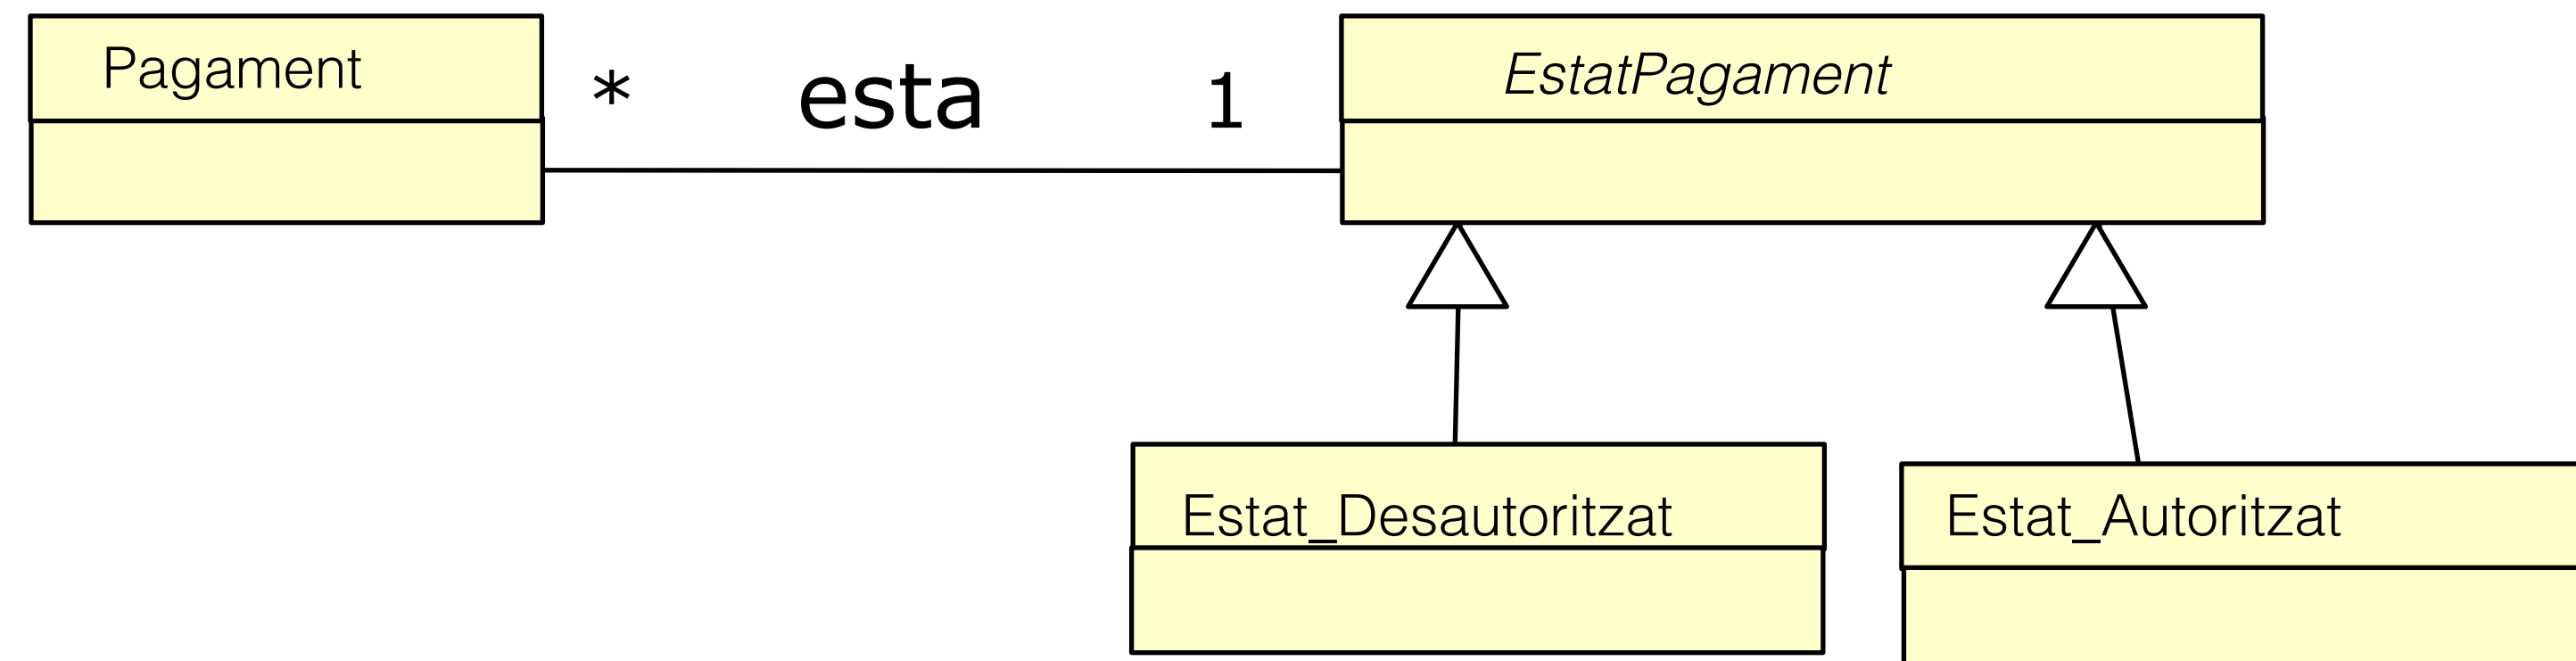 Pagament
* esta 1
EstatPagament
Estat_Desautoritzat
Estat_Autoritzat